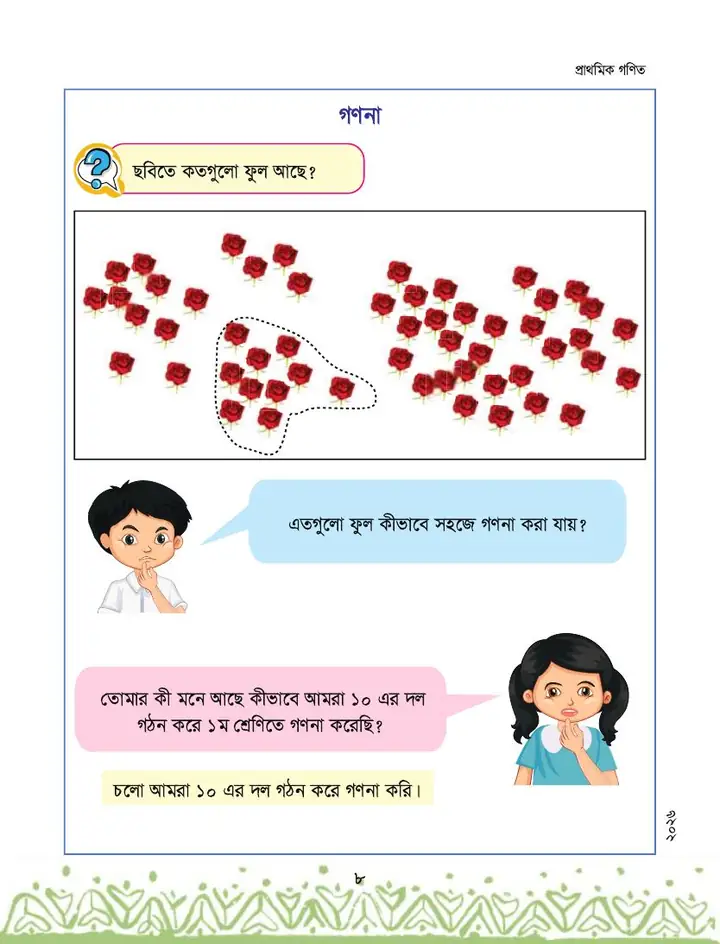 প্রাথমিক গণিত
গণনা
?
ছবিতে কতগুলো ফুল আছে?
এতগুলো ফুল কীভাবে সহজে গণনা করা যায়?
তোমার কী মনে আছে কীভাবে আমরা ১০ এর দল
গঠন করে ১ম শ্রেণিতে গণনা করেছি?
চলো আমরা ১০ এর দল গঠন করে গণনা করি।
২০২৬
৮